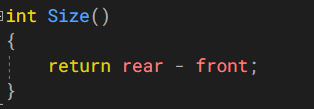 int Size()
{
return rear - front;
}